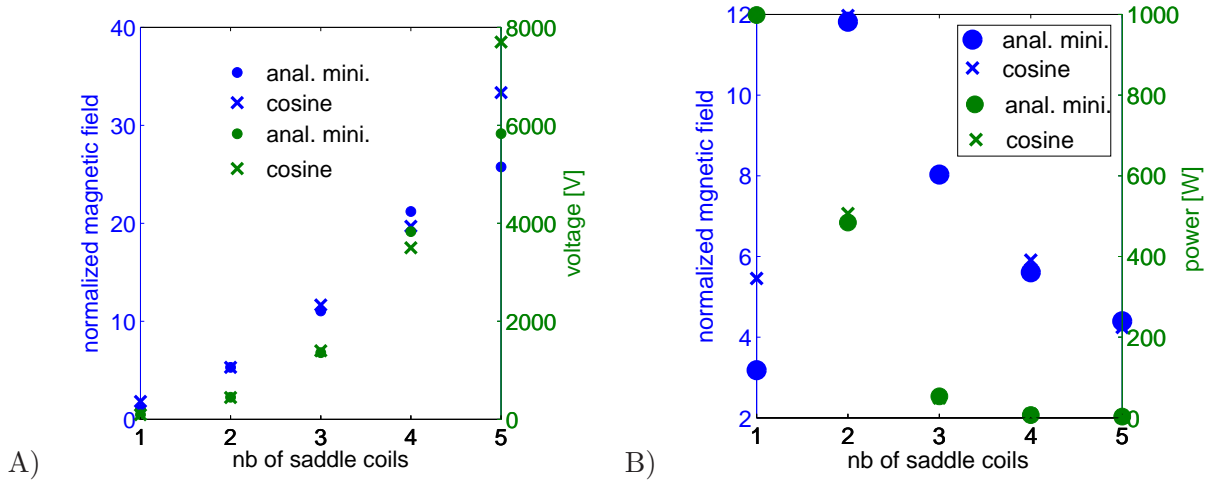 40
30
20
10
0
normalized magnetic field
anal. mini.
cosine
anal. mini.
cosine
8000
6000
4000
2000
0
voltage [V]
1 2 3 4 5
nb of saddle coils
A)
12
10
8
6
4
2
normalized mgnetic field
anal. mini.
cosine
anal. mini.
cosine
1000
800
600
400
200
0
power [W]
1 2 3 4 5
nb of saddle coils
B)